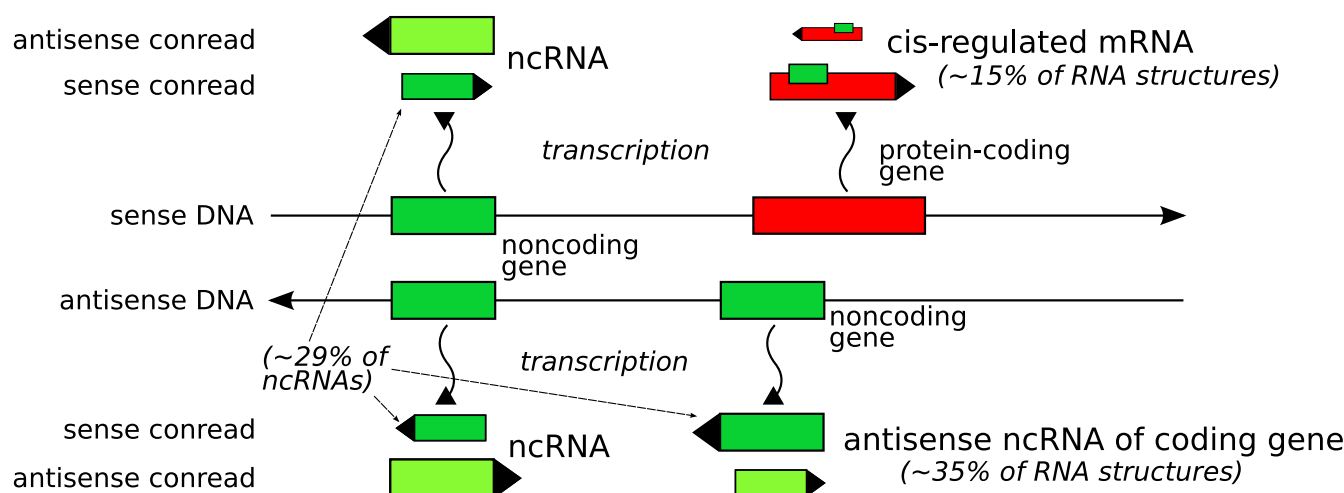 antisense conread
ncRNA
cis-regulated mRNA
sense conread
(~15% of RNA structures)
transcription
protein-coding
gene
sense DNA
noncoding
gene
antisense DNA
noncoding
gene
(~29% of
ncRNAs)
transcription
sense conread
ncRNA
antisense ncRNA of coding gene
antisense conread
(~35% of RNA structures)